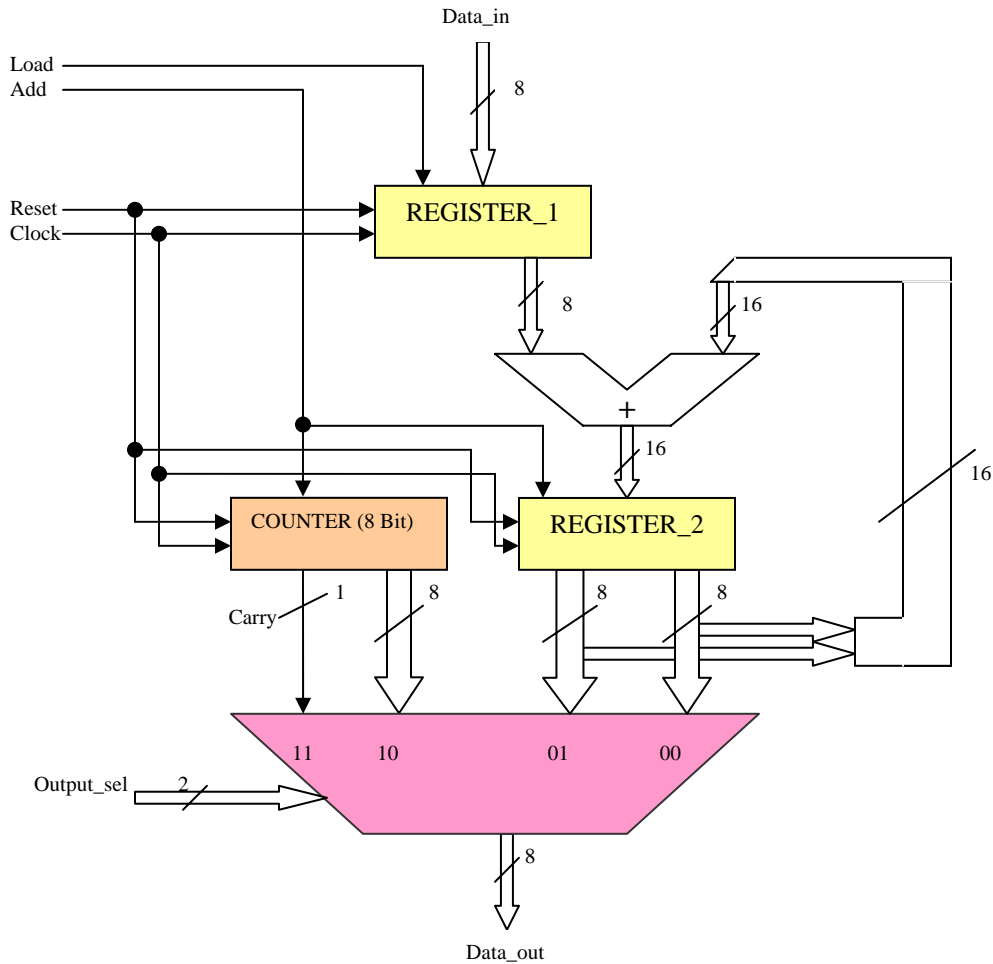 Data_in
Load
Add
8
Reset
Clock
REGISTER_1
8
16
+
16
16
COUNTER (8 Bit)
REGISTER_2
1
8
8
8
Carry
11
10
01
00
Output_sel
2
8
Data_out